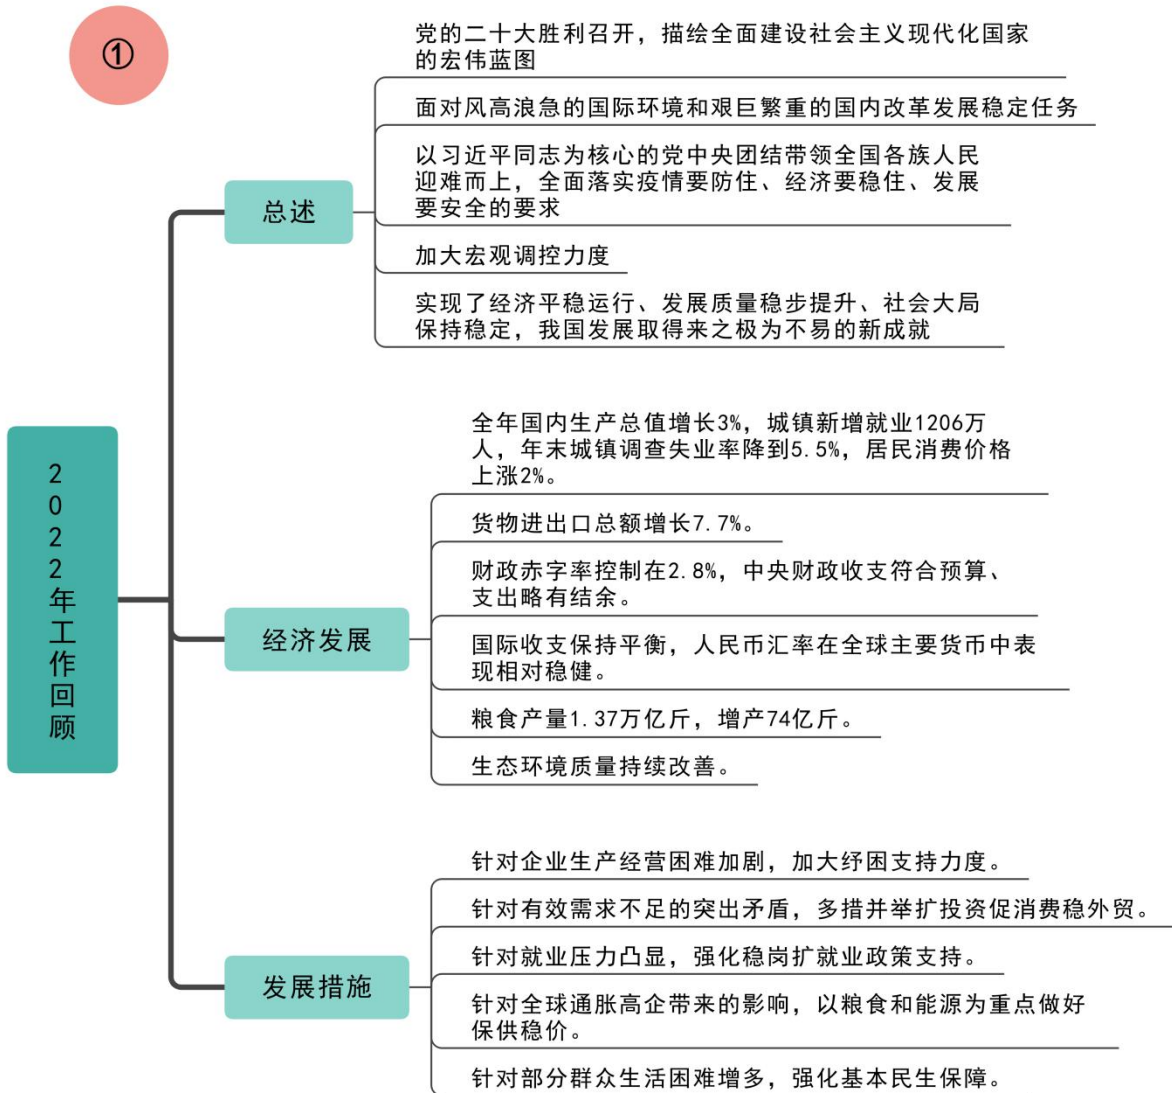 ①
2022年工作回顾
总述
党的二十大胜利召开，描绘全面建设社会主义现代化国家
的宏伟蓝图
面对风高浪急的国际环境和艰巨繁重的国内改革发展稳定任务
以习近平同志为核心的党中央团结带领全国各族人民
迎难而上，全面落实疫情要防住、经济要稳住、发展
要安全的要求
加大宏观调控力度
实现了经济平稳运行、发展质量稳步提升、社会大局
保持稳定，我国发展取得来之极为不易的新成就
经济发展
全年国内生产总值增长3%，城镇新增就业1206万
人，年末城镇调查失业率降到5.5%，居民消费价格
上涨2%。
货物进出口总额增长7.7%。
财政赤字率控制在2.8%，中央财政收支符合预算、
支出略有结余。
国际收支保持平衡，人民币汇率在全球主要货币中表
现相对稳健。
粮食产量1.37万亿斤，增产74亿斤。
生态环境质量持续改善。
发展措施
针对企业生产经营困难加剧，加大纾困支持力度。
针对有效需求不足的突出矛盾，多措并举扩投资促消费稳外贸。
针对就业压力凸显，强化稳岗扩就业政策支持。
针对全球通胀高企带来的影响，以粮食和能源为重点做好
保供稳价。
针对部分群众生活困难增多，强化基本民生保障。